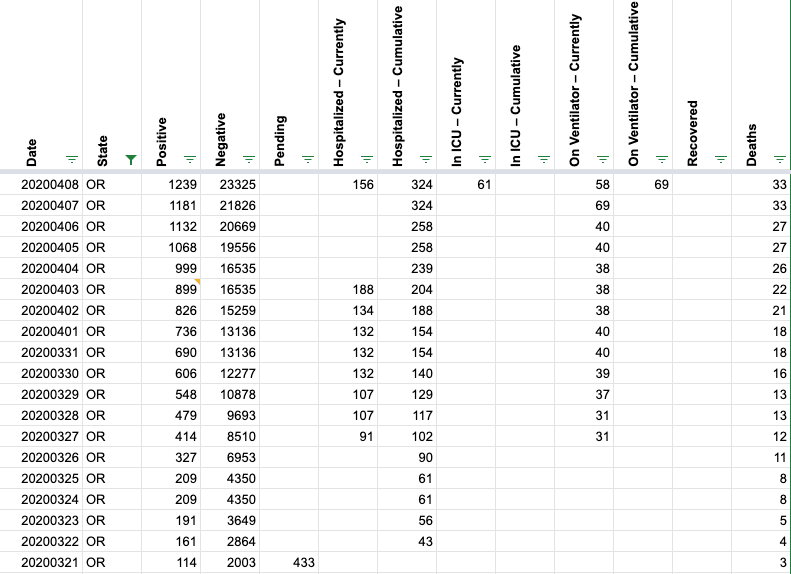 Date State Positive Negative Pending Hospitalized – Currently Hospitalized – Cumulative In ICU – Currently In ICU – Cumulative On Ventilator – Currently On Ventilator – Cumulative Recovered Deaths
20200408 OR 1239 23325 156 324 61 58 69 33
20200407 OR 1181 21826 324 69 33
20200406 OR 1132 20669 258 40 27
20200405 OR 1068 19556 258 40 27
20200404 OR 999 16535 239 38 26
20200403 OR 899 16535 188 204 38 22
20200402 OR 826 15259 134 188 38 21
20200401 OR 736 13136 132 154 40 18
20200331 OR 690 13136 132 154 40 18
20200330 OR 606 12277 132 140 39 16
20200329 OR 548 10878 107 129 37 13
20200328 OR 479 9693 107 117 31 13
20200327 OR 414 8510 91 102 31 12
20200326 OR 327 6953 90 11
20200325 OR 209 4350 61 8
20200324 OR 209 4350 61 8
20200323 OR 191 3649 56 5
20200322 OR 161 2864 43 4
20200321 OR 114 2003 433 3